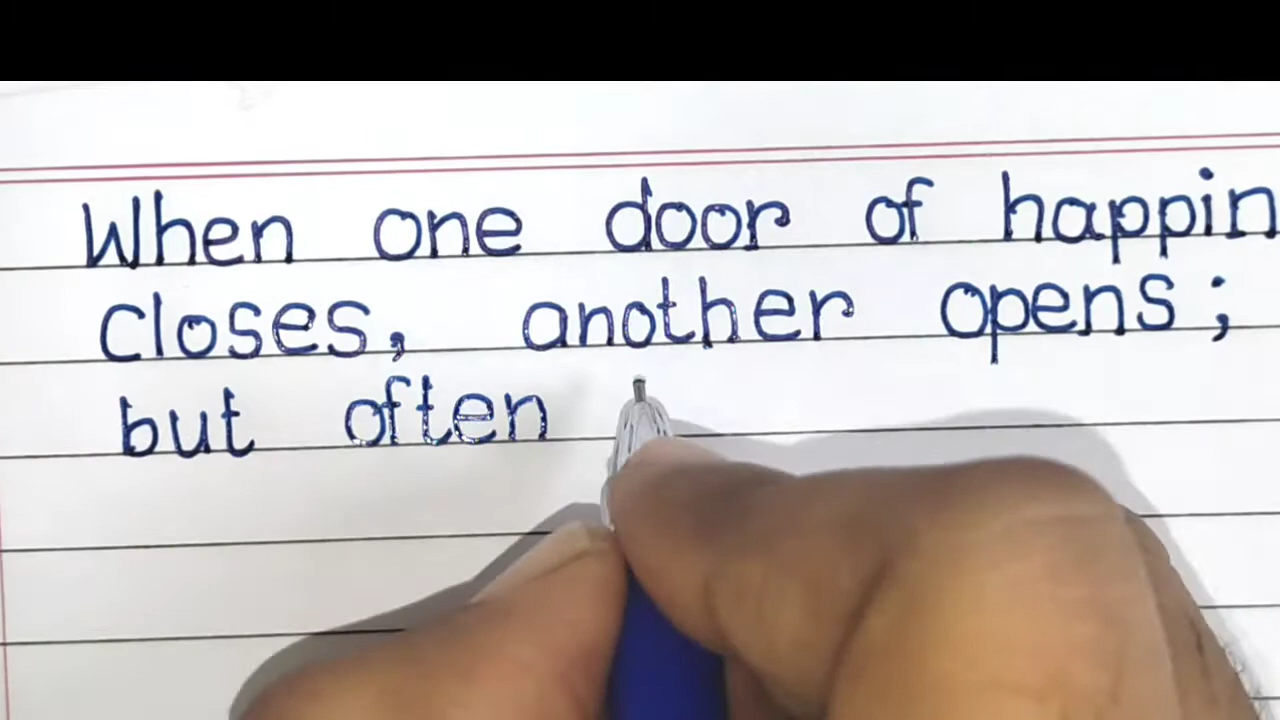 When one door of happin
closes, another opens;
but often